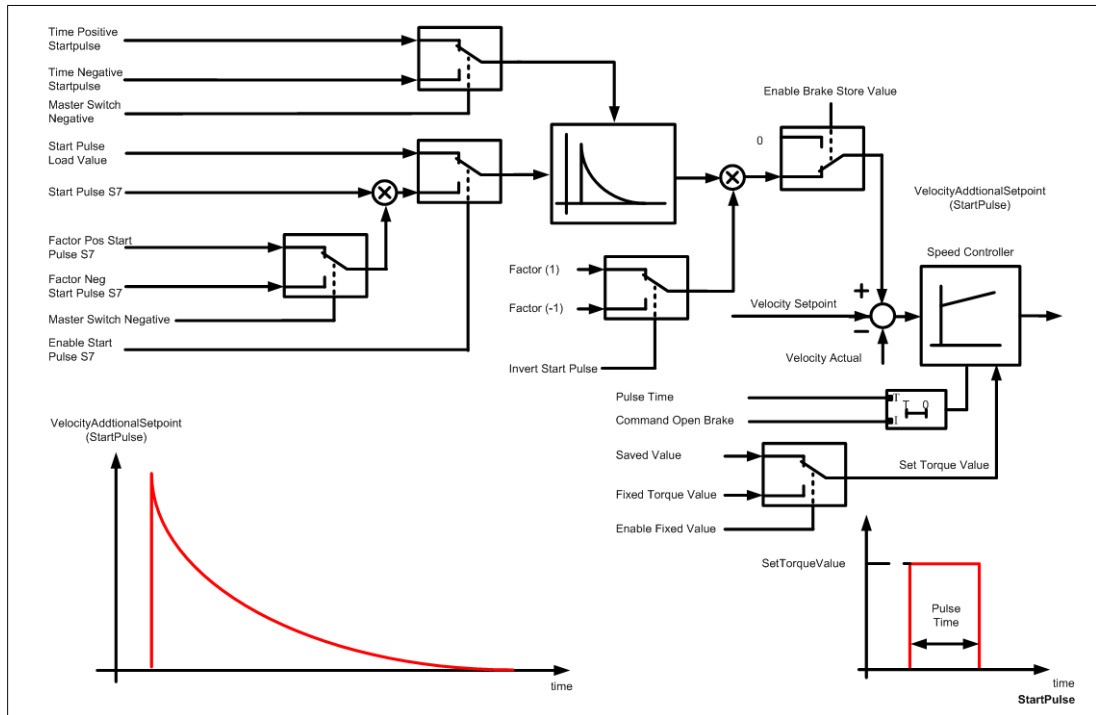 Time Positive
Startpulse
Time Negative
Startpulse
Master Switch
Negative
Start Pulse
Load Value
Start Pulse S7
Factor Pos Start
Pulse S7
Factor Neg
Start Pulse S7
Master Switch Negative
Enable Start
Pulse S7
Enable Brake Store Value
0
Factor (1)
Factor (-1)
Invert Start Pulse
VelocityAddtionalSetpoint
(StartPulse)
Speed Controller
Velocity Setpoint
+
−
Velocity Actual
Pulse Time
Command Open Brake
T
I
T 0
Saved Value
Fixed Torque Value
Enable Fixed Value
Set Torque Value
VelocityAddtionalSetpoint
(StartPulse)
time
SetTorqueValue
Pulse
Time
time
StartPulse